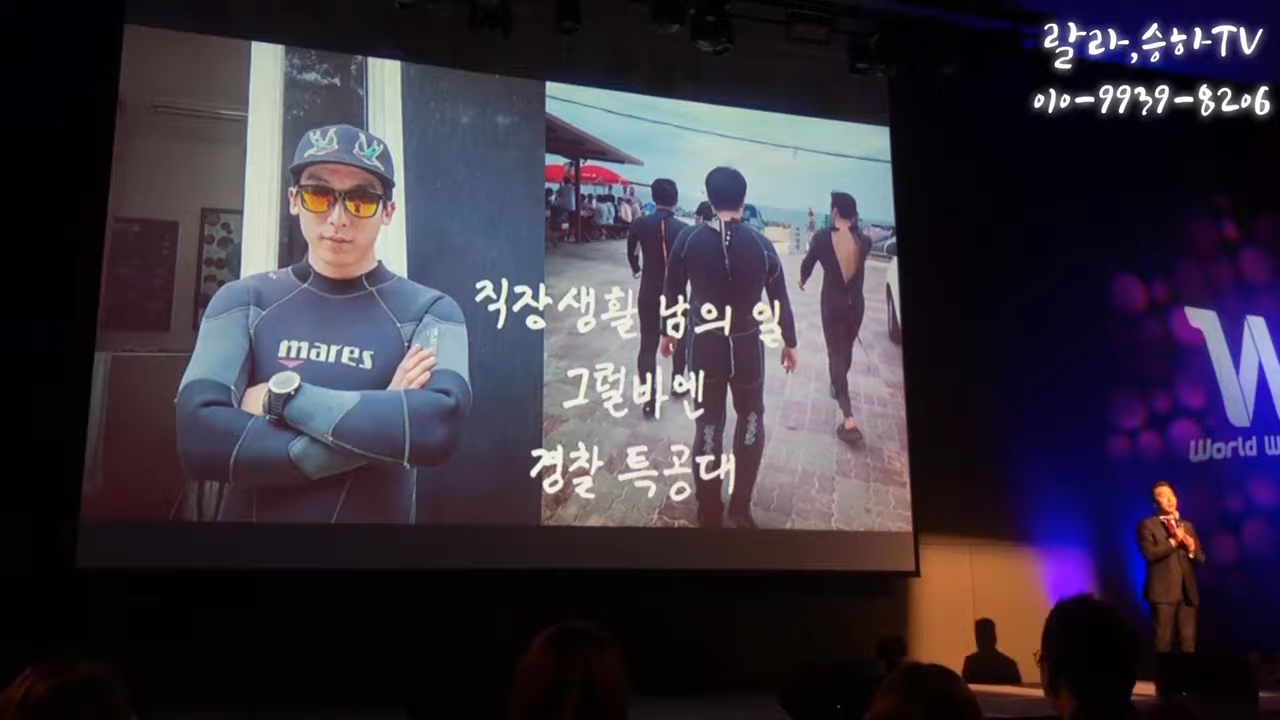 랄라,승하TV
010-9939-8206
mares
직장생활 남의 일
그럴바엔
경찰 특공대
W
World W